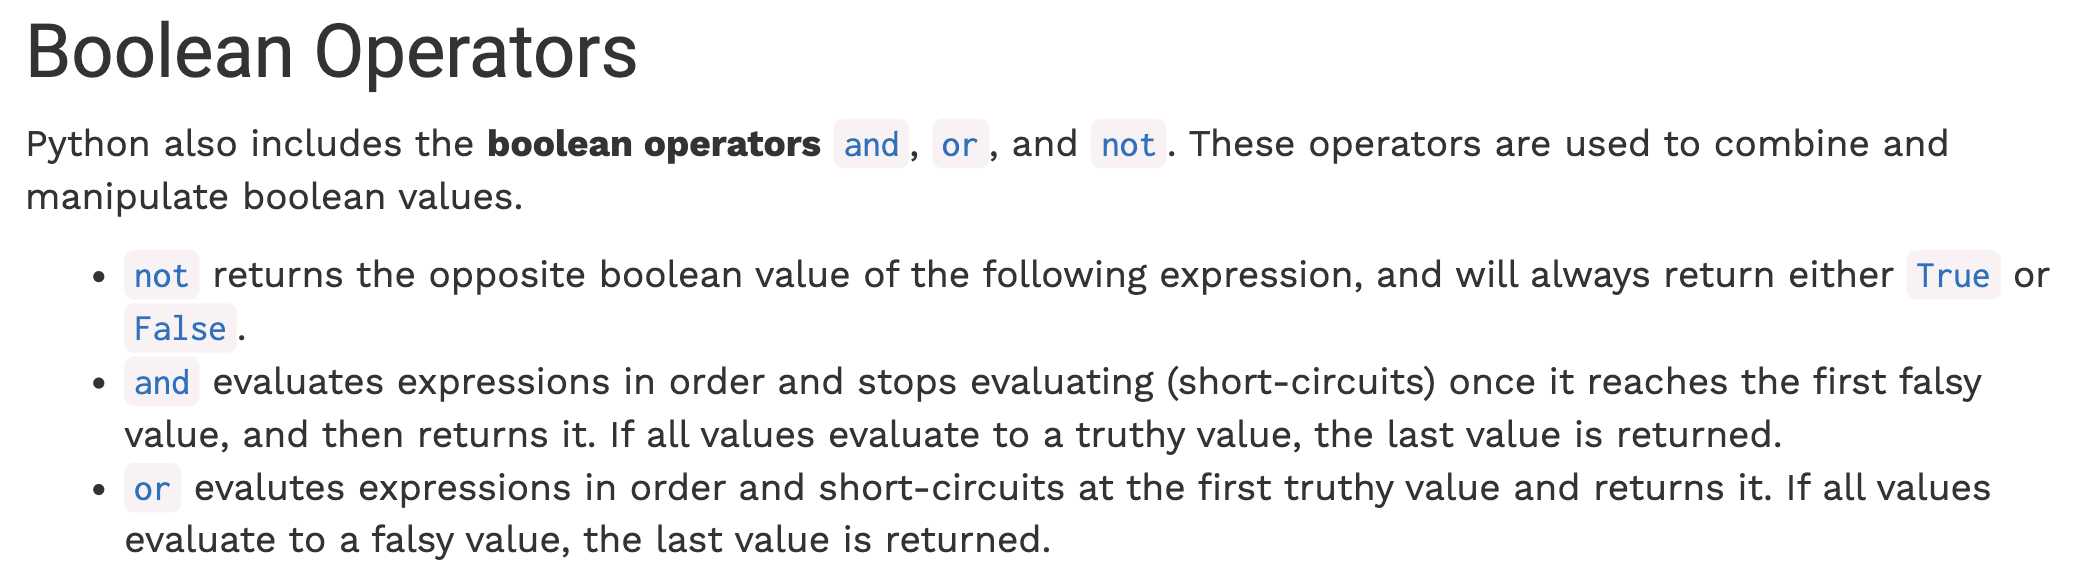 Boolean Operators
Python also includes the boolean operators and, or, and not. These operators are used to combine and
manipulate boolean values.
• not returns the opposite boolean value of the following expression, and will always return either True or
False.
• and evaluates expressions in order and stops evaluating (short-circuits) once it reaches the first falsy
value, and then returns it. If all values evaluate to a truthy value, the last value is returned.
• or evalutes expressions in order and short-circuits at the first truthy value and returns it. If all values
evaluate to a falsy value, the last value is returned.